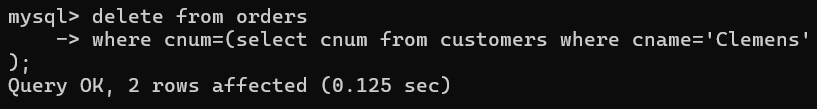 mysql> delete from orders
    -> where cnum=(select cnum from customers where cname='Clemens'
);
Query OK, 2 rows affected (0.125 sec)